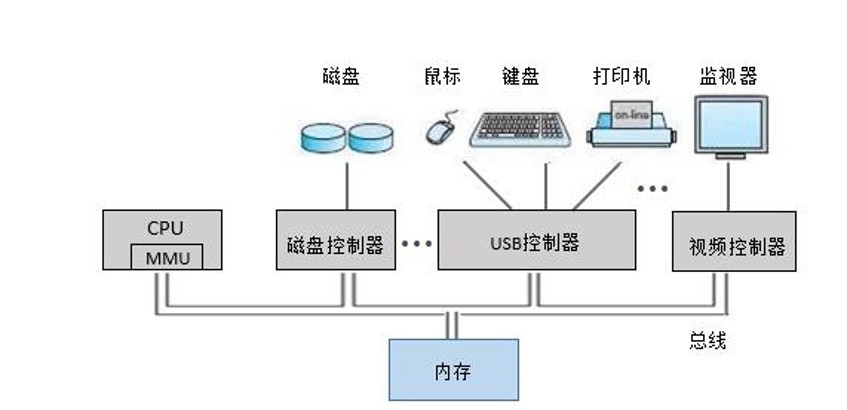 磁盘
鼠标
键盘
打印机
监视器
on-line
CPU
MMU
磁盘控制器
USB控制器
视频控制器
总线
内存